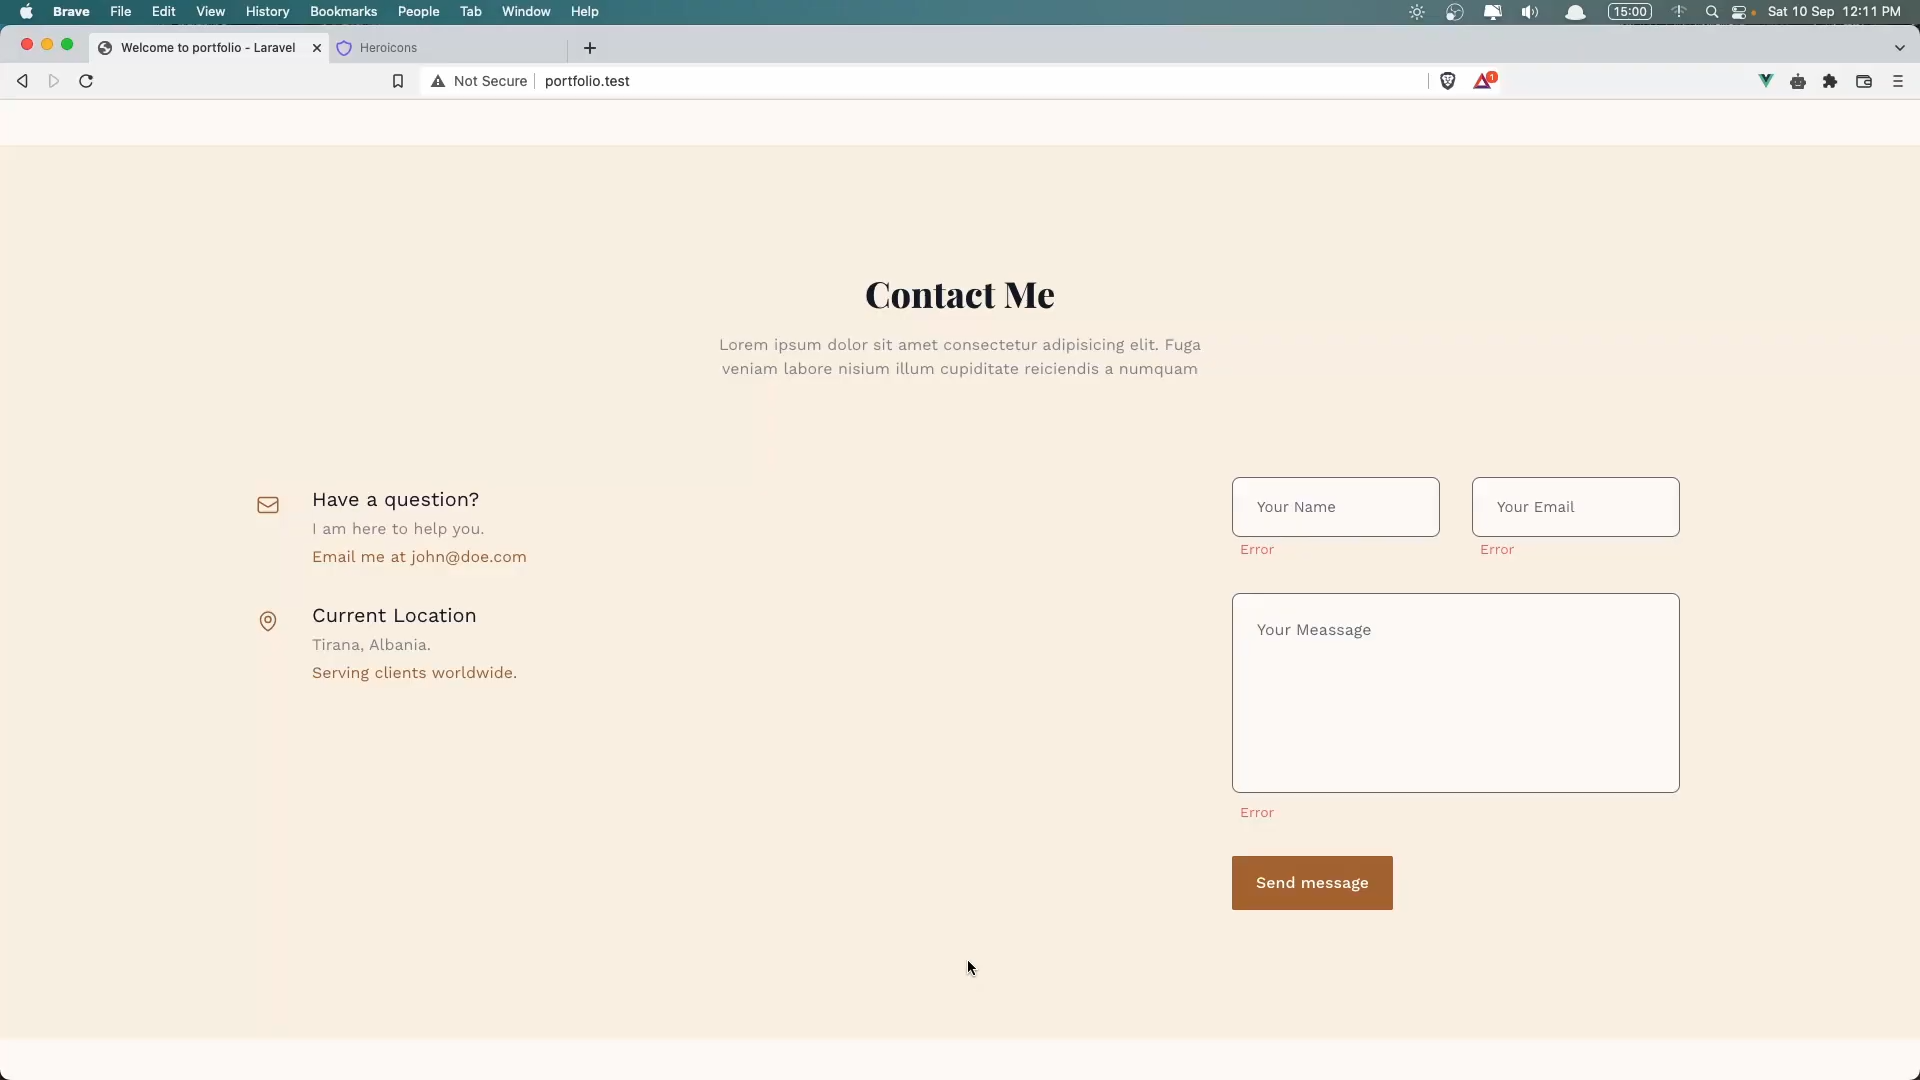 Brave File Edit View History Bookmarks People Tab Window Help 15:00 Sat 10 Sep 12:11 PM
Welcome to portfolio - Laravel Heroicons
Not Secure portfolio.test 1
Contact Me
Lorem ipsum dolor sit amet consectetur adipisicing elit. Fuga
veniam labore nisium illum cupiditate reiciendis a numquam
Have a question?
I am here to help you.
Email me at john@doe.com
Current Location
Tirana, Albania.
Serving clients worldwide.
Your Name Your Email
Error Error
Your Meassage
Error
Send message